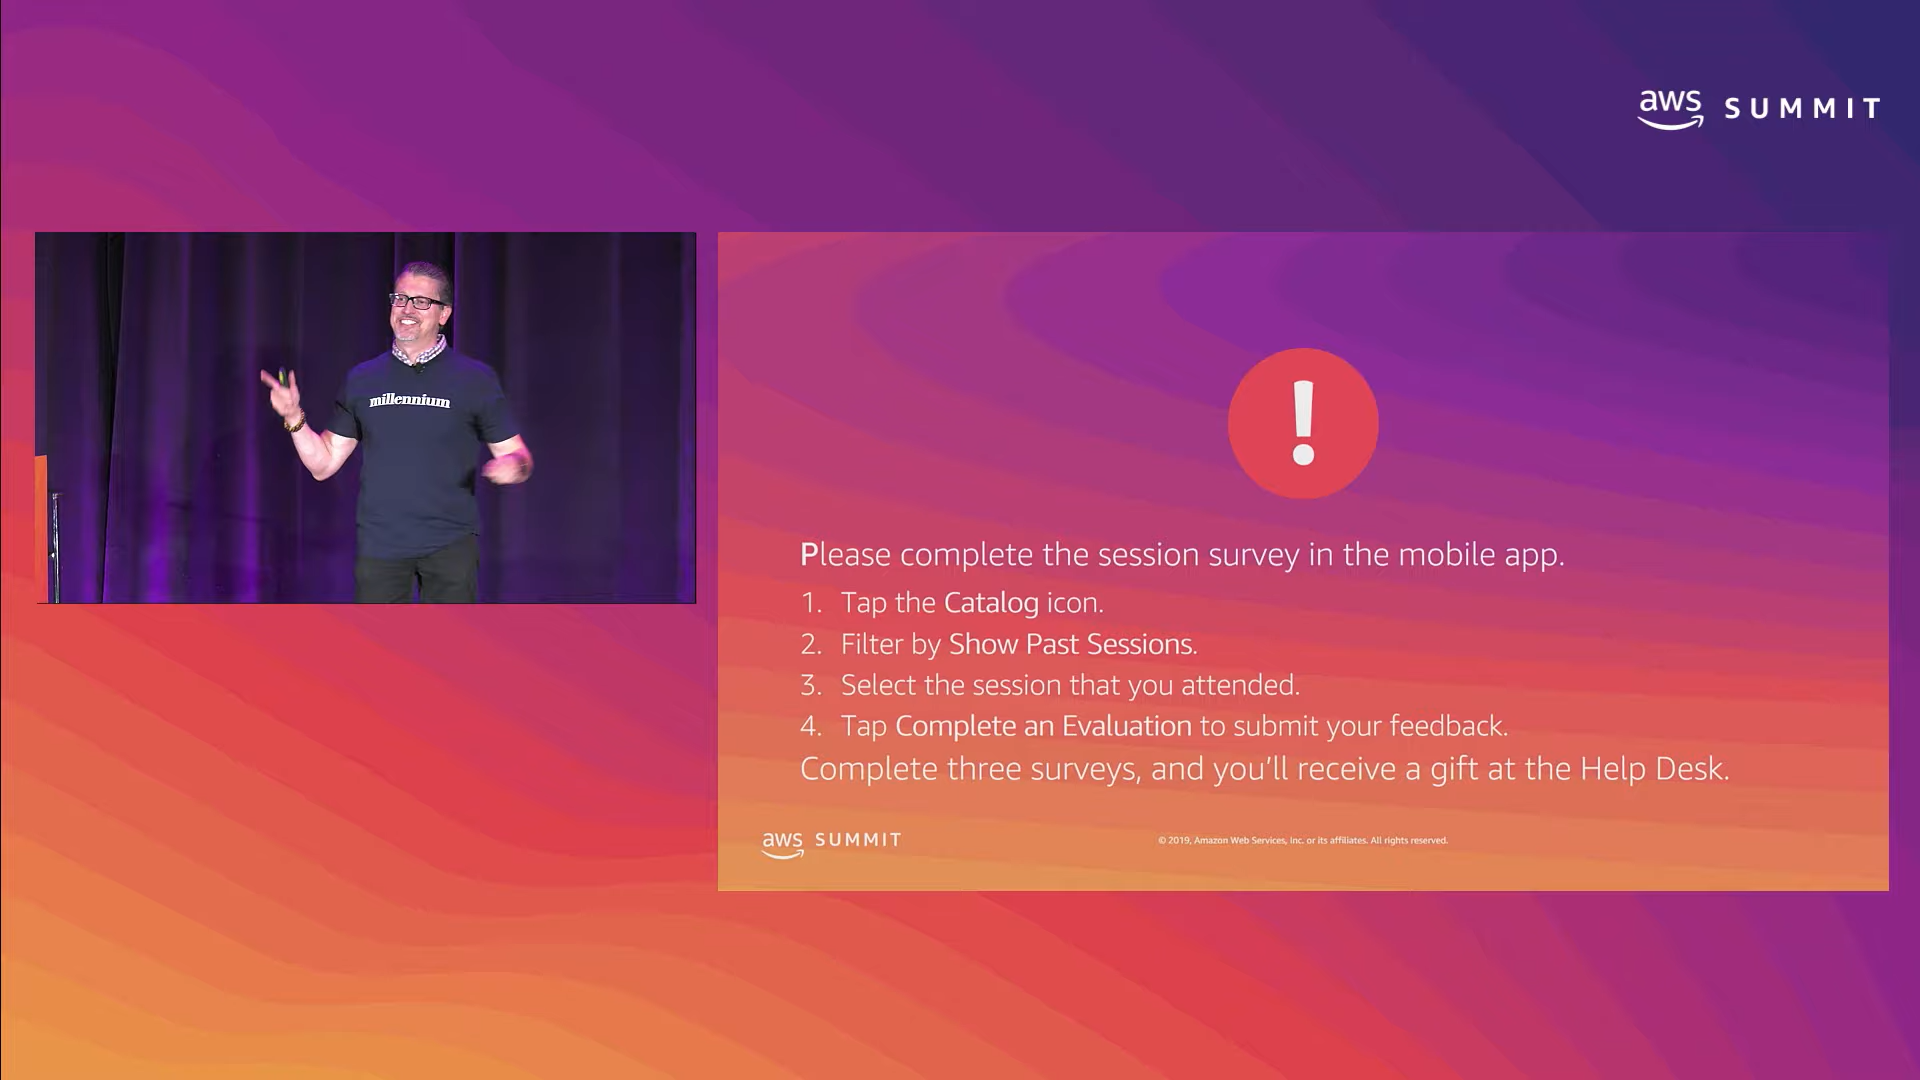 aws SUMMIT
millennium
Please complete the session survey in the mobile app.
1. Tap the Catalog icon.
2. Filter by Show Past Sessions.
3. Select the session that you attended.
4. Tap Complete an Evaluation to submit your feedback.
Complete three surveys, and you’ll receive a gift at the Help Desk.
aws SUMMIT
© 2019, Amazon Web Services, Inc. or its affiliates. All rights reserved.